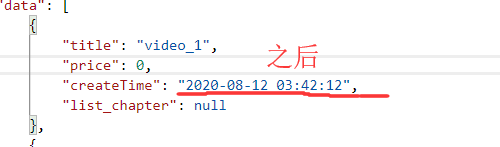 "data": [
{
"title": "video_1",
之后
"price": 0,
"createTime": "2020-08-12 03:42:12",
"list_chapter": null
},
{